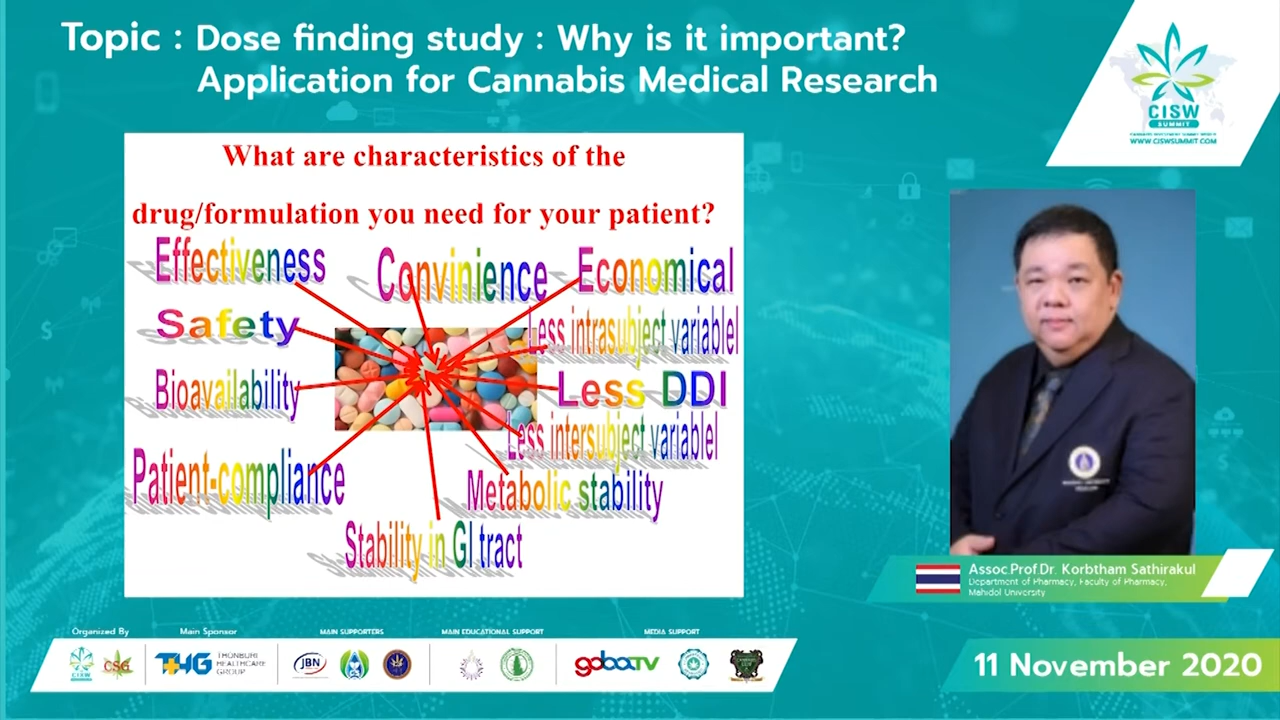 Topic : Dose finding study : Why is it important?
Application for Cannabis Medical Research
CISW
SUMMIT
WWW.CISWSUMMIT.COM
What are characteristics of the
drug/formulation you need for your patient?
Effectiveness
Convinience
Economical
Safety
Less intrasubject variablel
Bioavailability
Less DDI
Less intersubject variablel
Patient-compliance
Metabolic stability
Stability in GI tract
Assoc.Prof.Dr. Korbtham Sathirakul
Department of Pharmacy, Faculty of Pharmacy,
Mahidol University
Organized By
Main Sponsor
MAIN SUPPORTERS
MAIN EDUCATIONAL SUPPORT
MEDIA SUPPORT
CISW
CSG
THG
THONBURI
HEALTHCARE
GROUP
JBN
11 November 2020